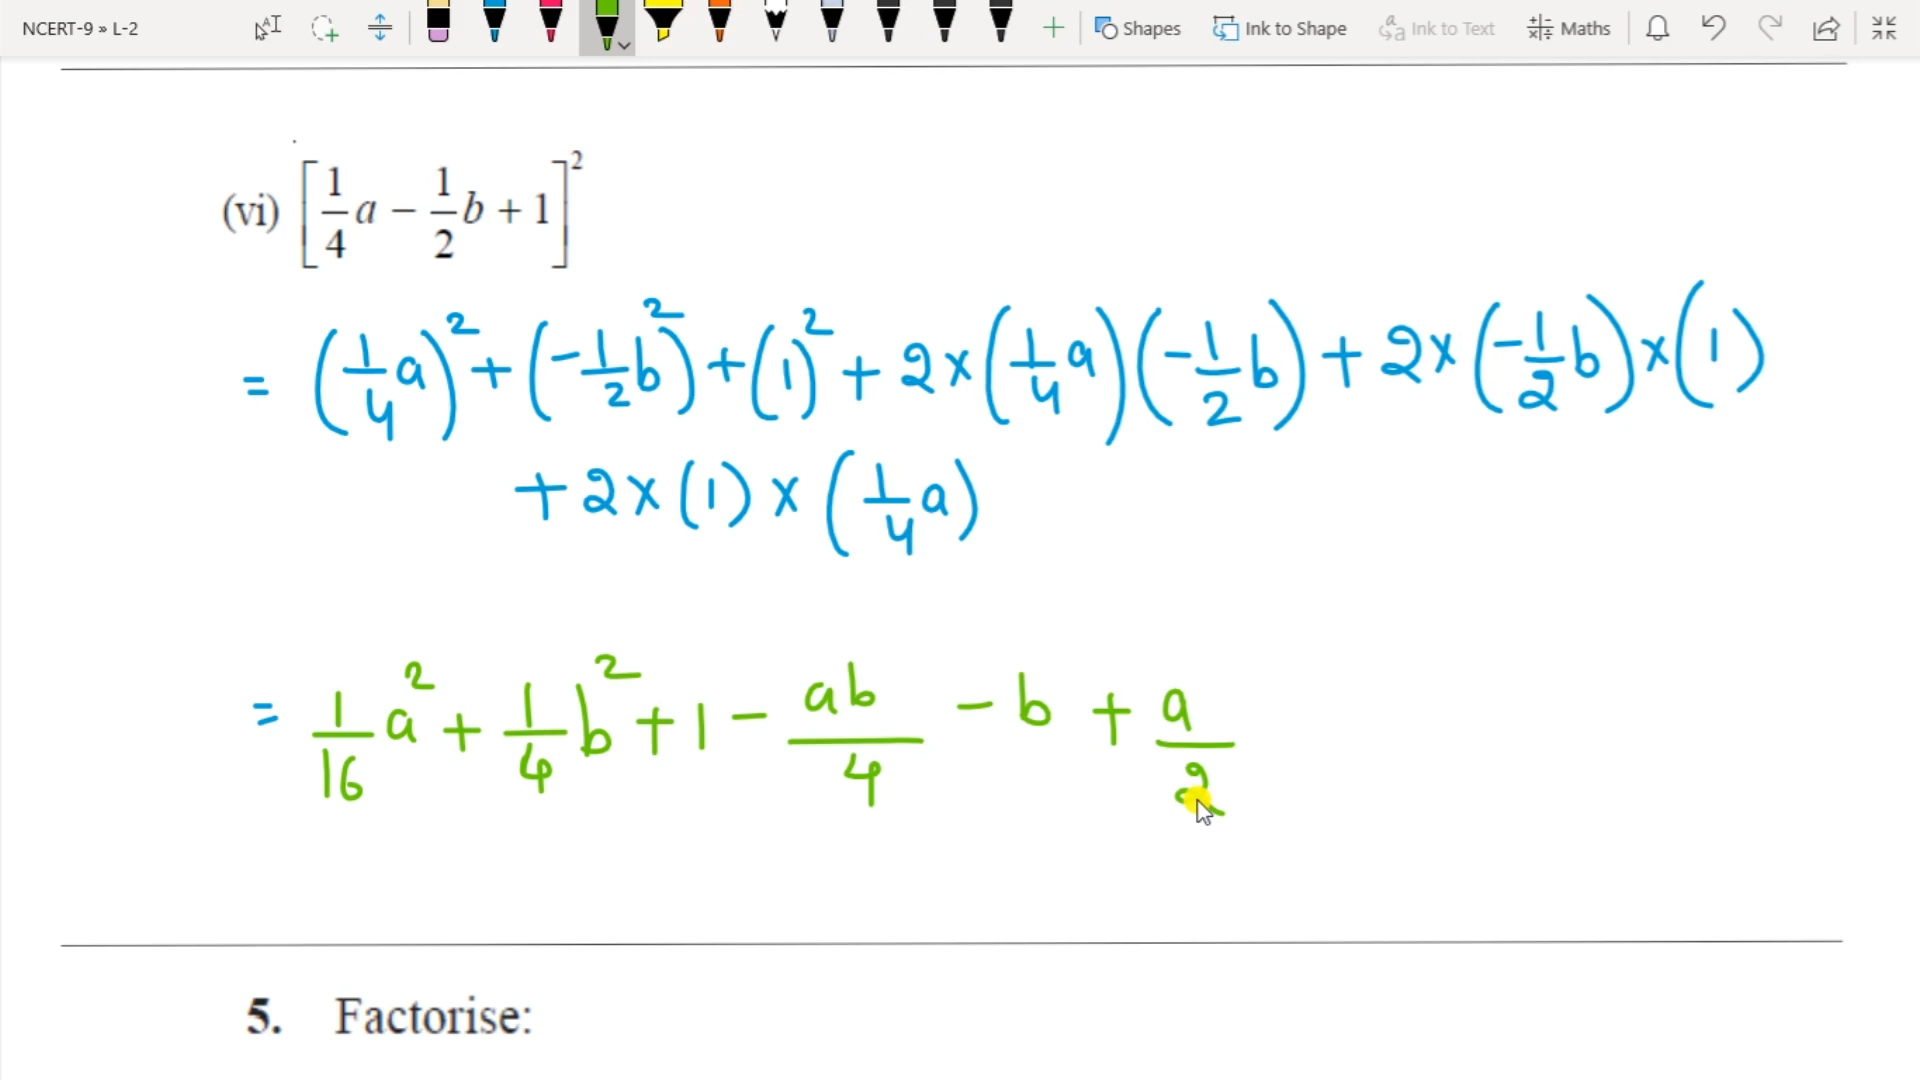 NCERT-9 » L-2 Shapes Ink to Shape Ink to Text Maths
(vi) [1/4 a − 1/2 b + 1]²
= (1/4 a)² + (-1/2 b)² + (1)² + 2 × (1/4 a)(-1/2 b) + 2 × (-1/2 b) × (1)
+ 2 × (1) × (1/4 a)
= 1/16 a² + 1/4 b² + 1 - ab/4 - b + a/2
5. Factorise: